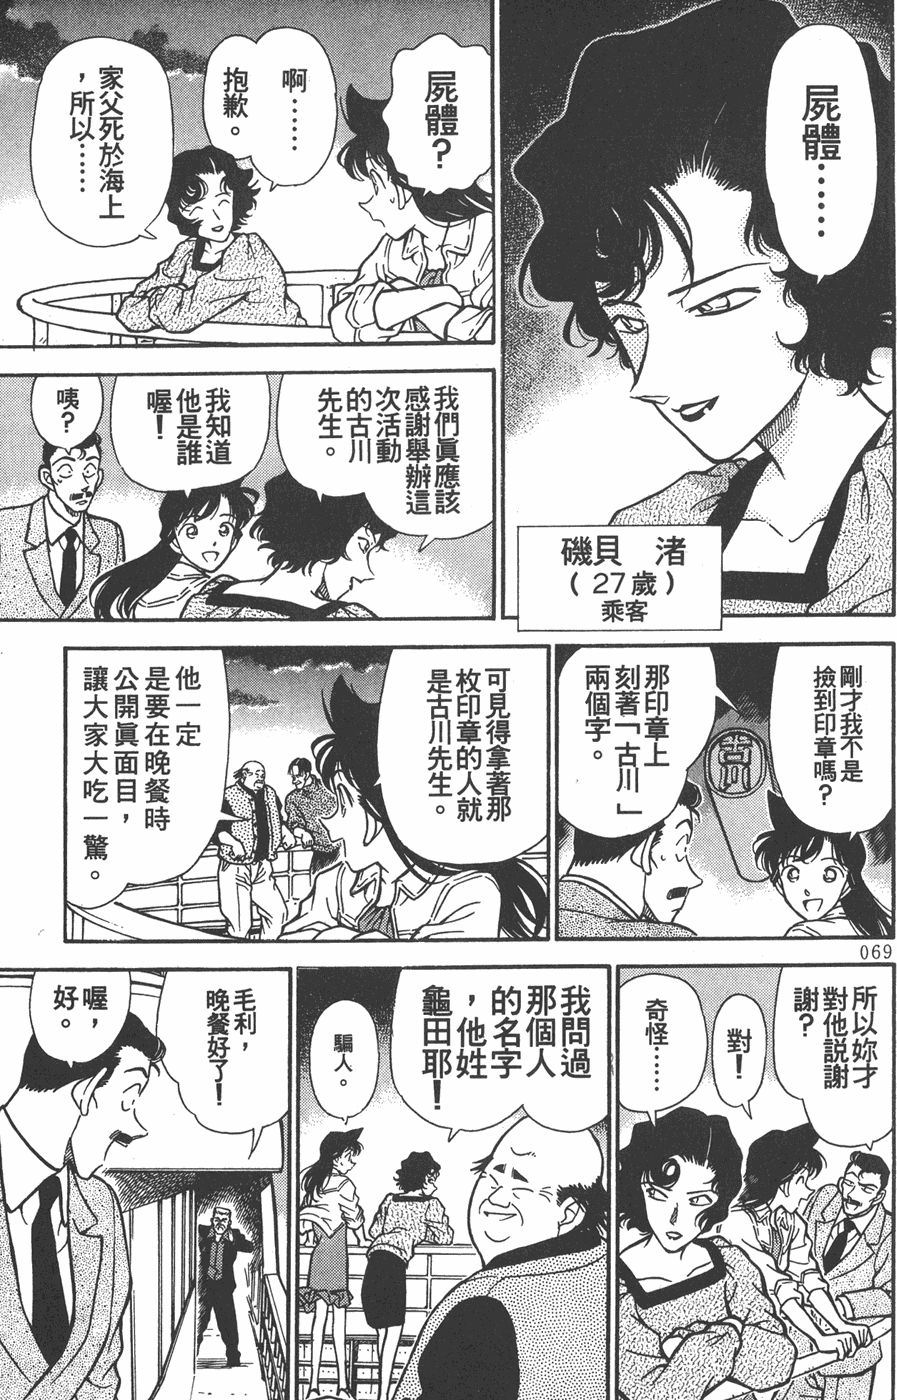 屍體……
磯貝 渚
(27歲)
乘客
屍體?
啊……
抱歉。
家父死於海上
,所以……
我們眞應該
感謝舉辦這
次活動
的古川
先生。
我知道
他是誰
喔!
咦?
剛才我不是
撿到印章嗎?
古川
那印章上
刻著「古川」
兩個字。
可見得拿著那
枚印章的人就
是古川先生。
他一定
是要在晚餐時
公開眞面目,
讓大家大吃一驚。
069
所以妳才
對他說謝
謝?
對!
奇怪……
我問過
那個人
的名字
,他姓
龜田耶!
騙人。
毛利,
晚餐好了!
喔,
好。